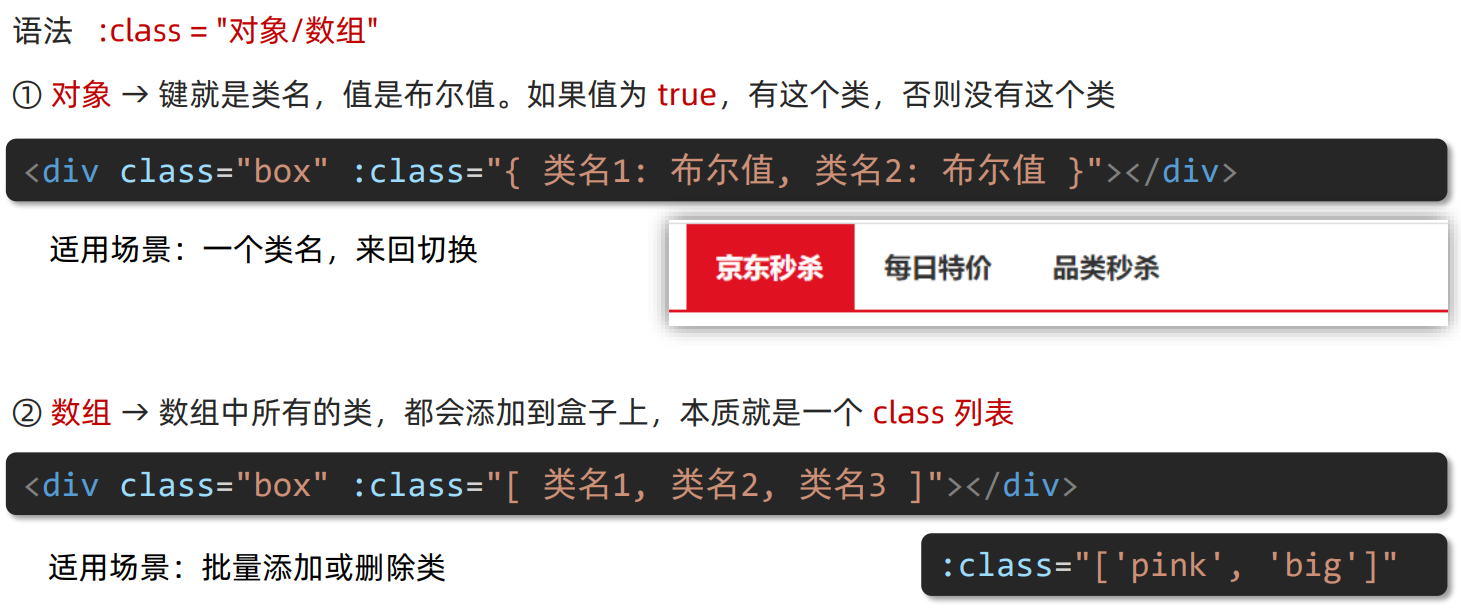 语法 :class = "对象/数组"
① 对象 → 键就是类名，值是布尔值。如果值为 true，有这个类，否则没有这个类
<div class="box" :class="{ 类名1: 布尔值, 类名2: 布尔值 }"></div>
适用场景：一个类名，来回切换
京东秒杀 每日特价 品类秒杀
② 数组 → 数组中所有的类，都会添加到盒子上，本质就是一个 class 列表
<div class="box" :class="[ 类名1, 类名2, 类名3 ]"></div>
适用场景：批量添加或删除类
:class="['pink', 'big']"